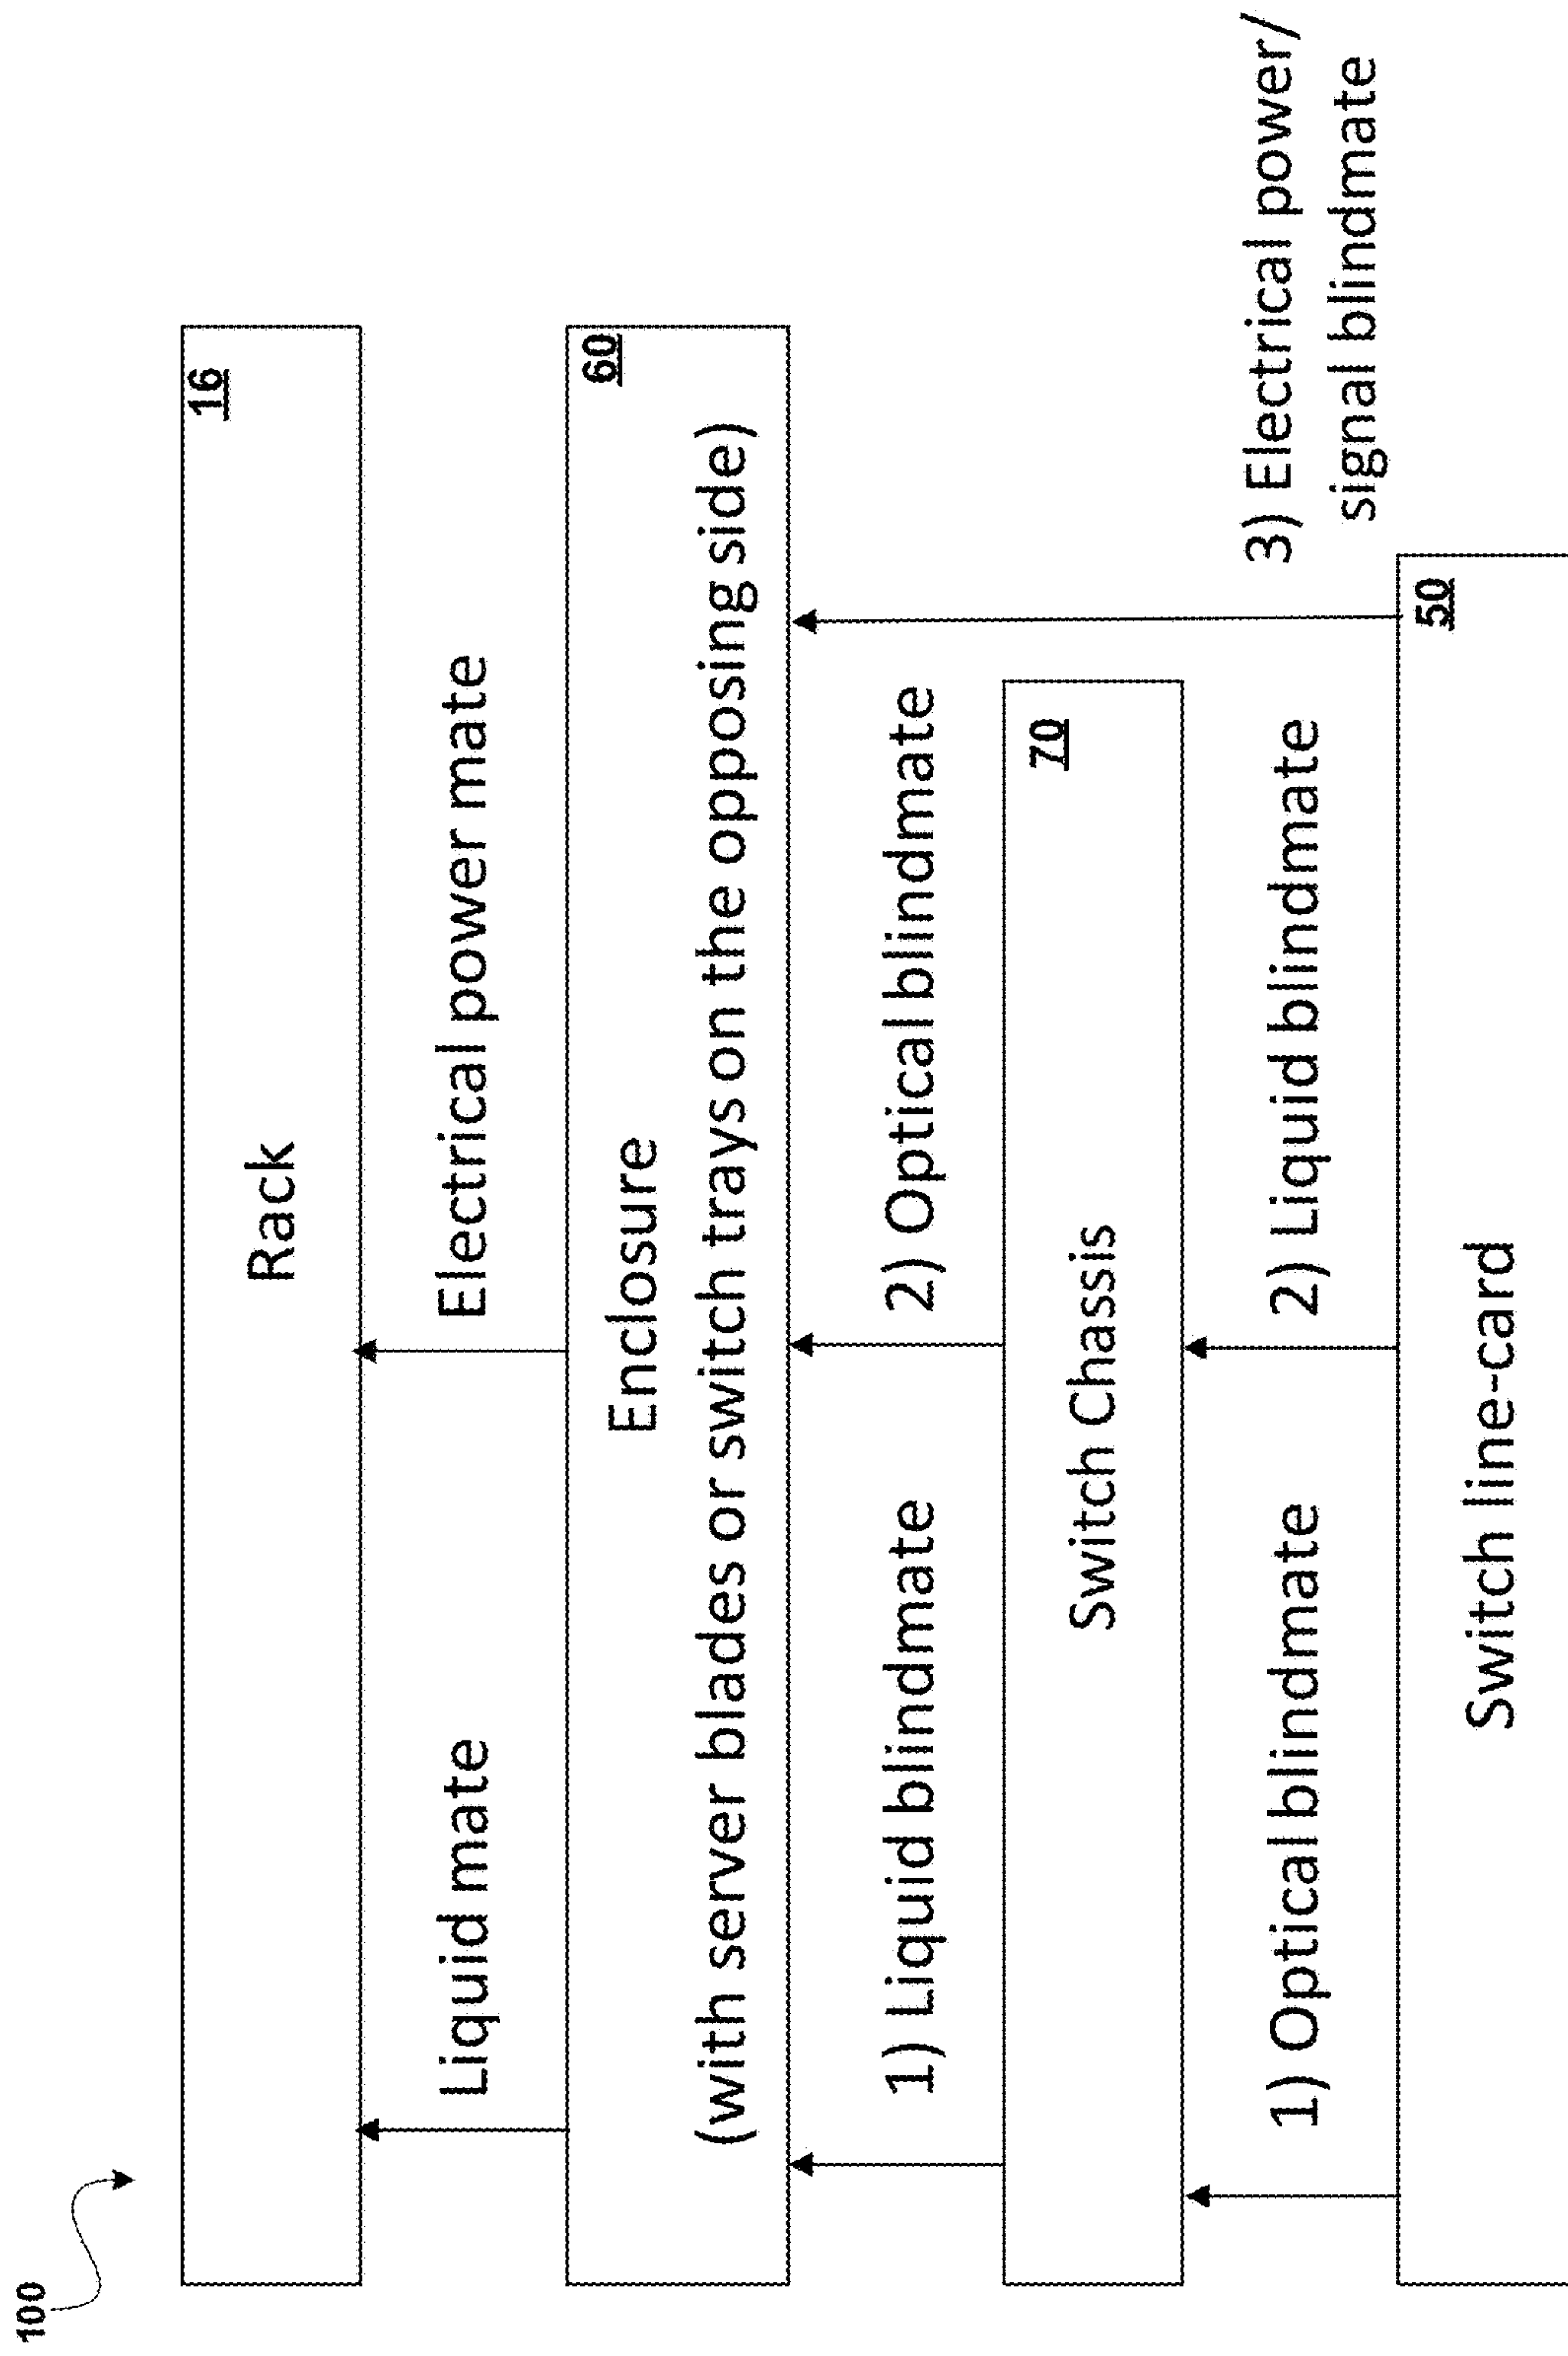 100
Rack
16
Liquid mate
Electrical power mate
60
Enclosure
(with server blades or switch trays on the opposing side)
1) Liquid blindmate
2) Optical blindmate
Switch Chassis
70
1) Optical blindmate
2) Liquid blindmate
3) Electrical power/
signal blindmate
50
Switch line-card